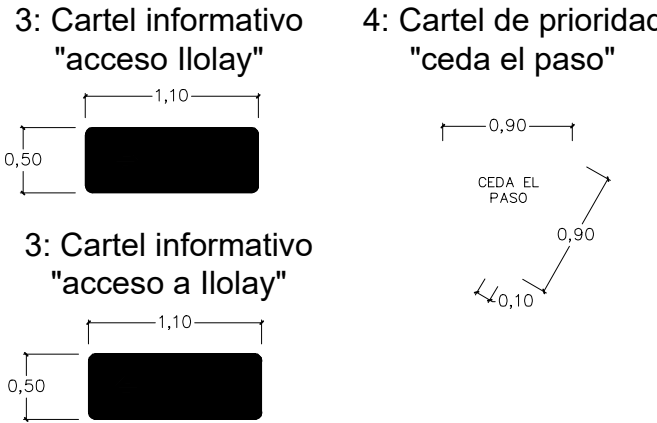 3: Cartel informativo
"acceso Ilolay"
1,10
0,50
3: Cartel informativo
"acceso a Ilolay"
1,10
0,50
4: Cartel de prioridad
"ceda el paso"
0,90
CEDA EL
PASO
0,90
0,10